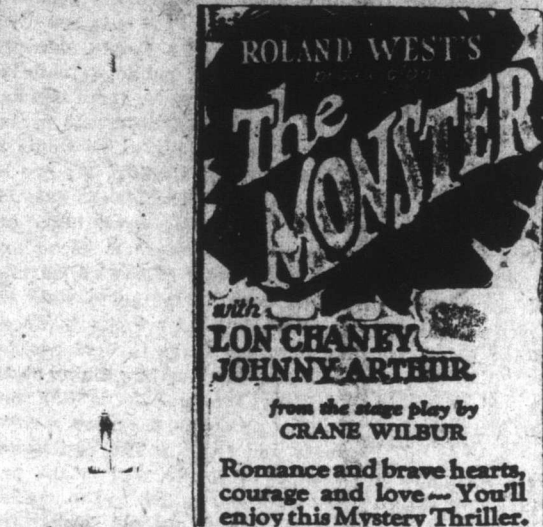 ROLAND WEST'S
The
MONSTER
with
LON CHANEY
JOHNNY ARTHUR
from the stage play by
CRANE WILBUR
Romance and brave hearts,
courage and love — You'll
enjoy this Mystery Thriller.